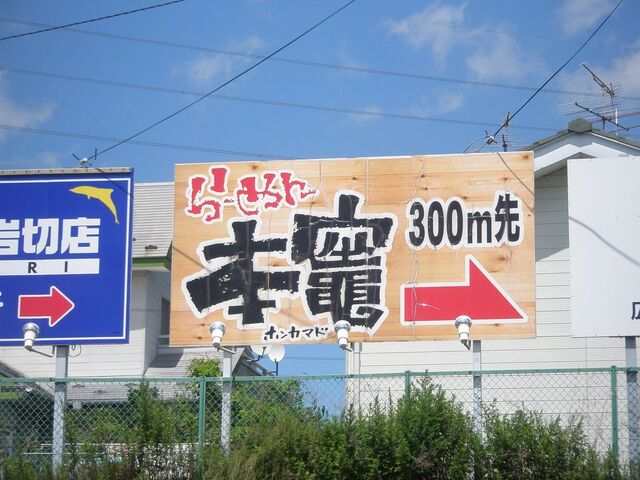 らーめん
本竈
ホンカマド
300m先
岩切店
RI